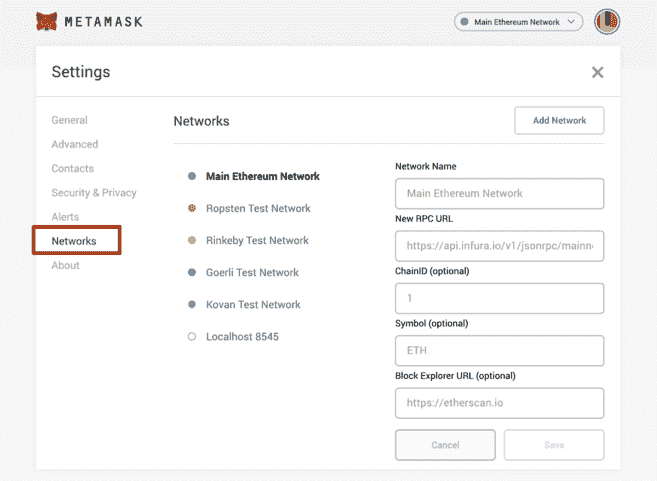 METAMASK
Main Ethereum Network
Settings
General
Advanced
Contacts
Security & Privacy
Alerts
Networks
About
Networks
Add Network
Main Ethereum Network
Ropsten Test Network
Rinkeby Test Network
Goerli Test Network
Kovan Test Network
Localhost 8545
Network Name
Main Ethereum Network
New RPC URL
https://api.infura.io/v1/jsonrpc/mainn
ChainID (optional)
1
Symbol (optional)
ETH
Block Explorer URL (optional)
https://etherscan.io
Cancel
Save